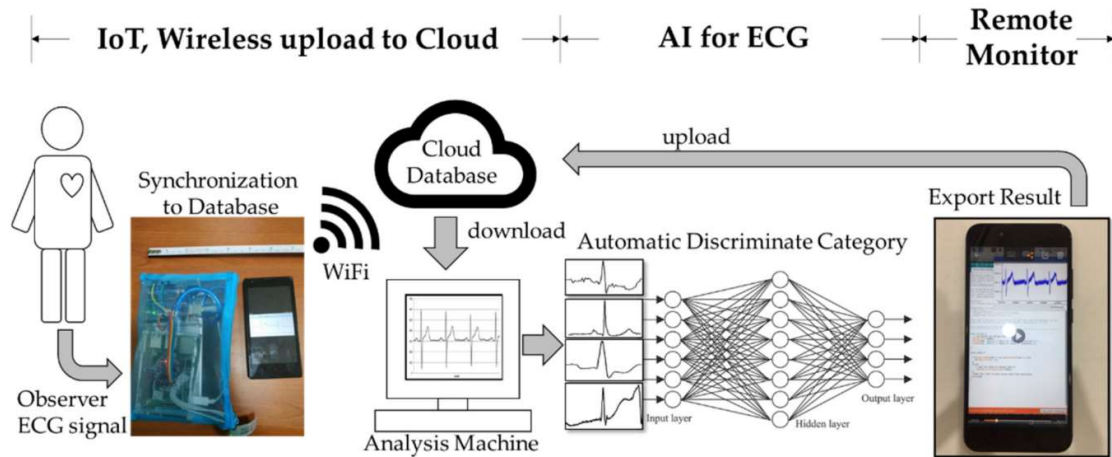 IoT, Wireless upload to Cloud
AI for ECG
Remote
Monitor
Cloud
Database
upload
Synchronization
to Database
Export Result
download
Automatic Discriminate Category
WiFi
Observer
ECG signal
Analysis Machine
Input layer
Hidden layer
Output layer